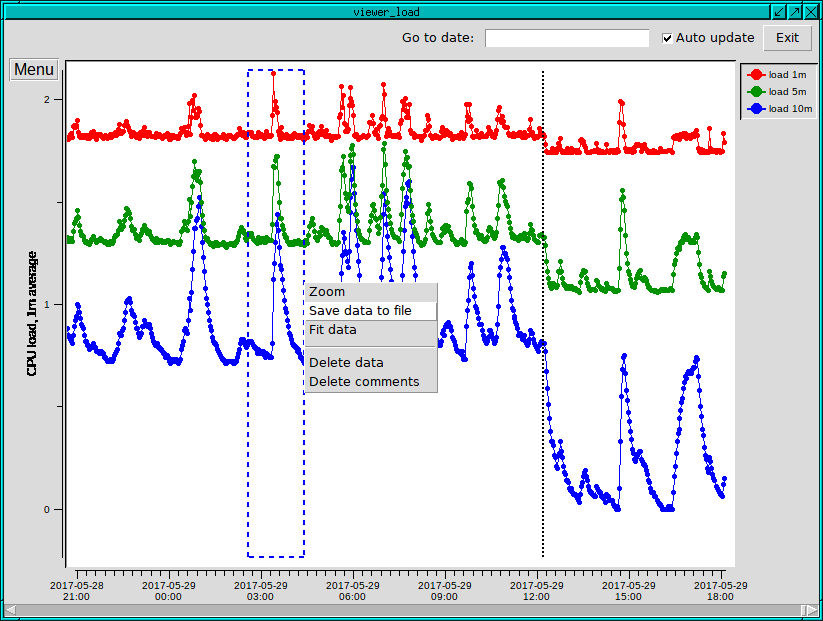 viewer_load
Go to date:
Auto update
Exit
Menu
load 1m
load 5m
load 10m
2
1
0
CPU load, 1m average
Zoom
Save data to file
Fit data
Delete data
Delete comments
2017-05-28 2017-05-29 2017-05-29 2017-05-29 2017-05-29 2017-05-29 2017-05-29 2017-05-29
21:00 00:00 03:00 06:00 09:00 12:00 15:00 18:00